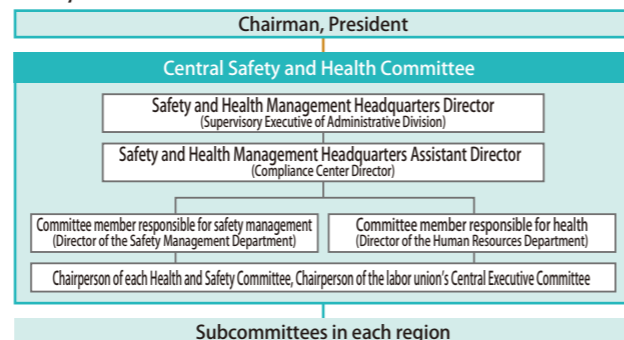 Chairman, President
Central Safety and Health Committee
Safety and Health Management Headquarters Director
(Supervisory Executive of Administrative Division)
Safety and Health Management Headquarters Assistant Director
(Compliance Center Director)
Committee member responsible for safety management
(Director of the Safety Management Department)
Committee member responsible for health
(Director of the Human Resources Department)
Chairperson of each Health and Safety Committee, Chairperson of the labor union's Central Executive Committee
Subcommittees in each region